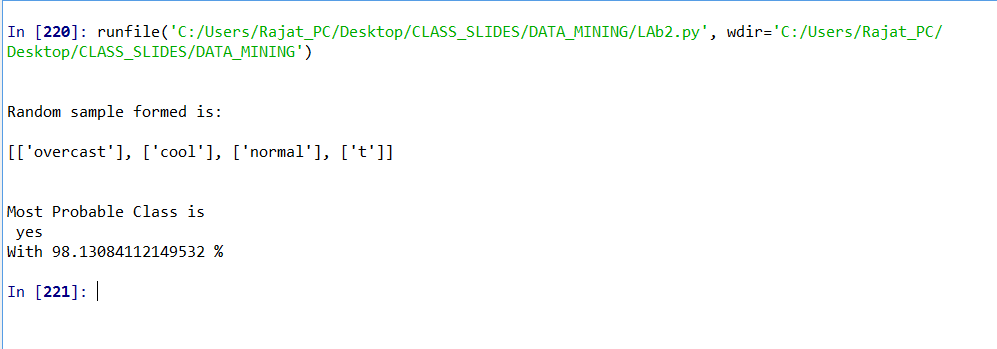 In [220]: runfile('C:/Users/Rajat_PC/Desktop/CLASS_SLIDES/DATA_MINING/LAb2.py', wdir='C:/Users/Rajat_PC/
Desktop/CLASS_SLIDES/DATA_MINING')
Random sample formed is:
[['overcast'], ['cool'], ['normal'], ['t']]
Most Probable Class is
yes
With 98.13084112149532 %
In [221]: